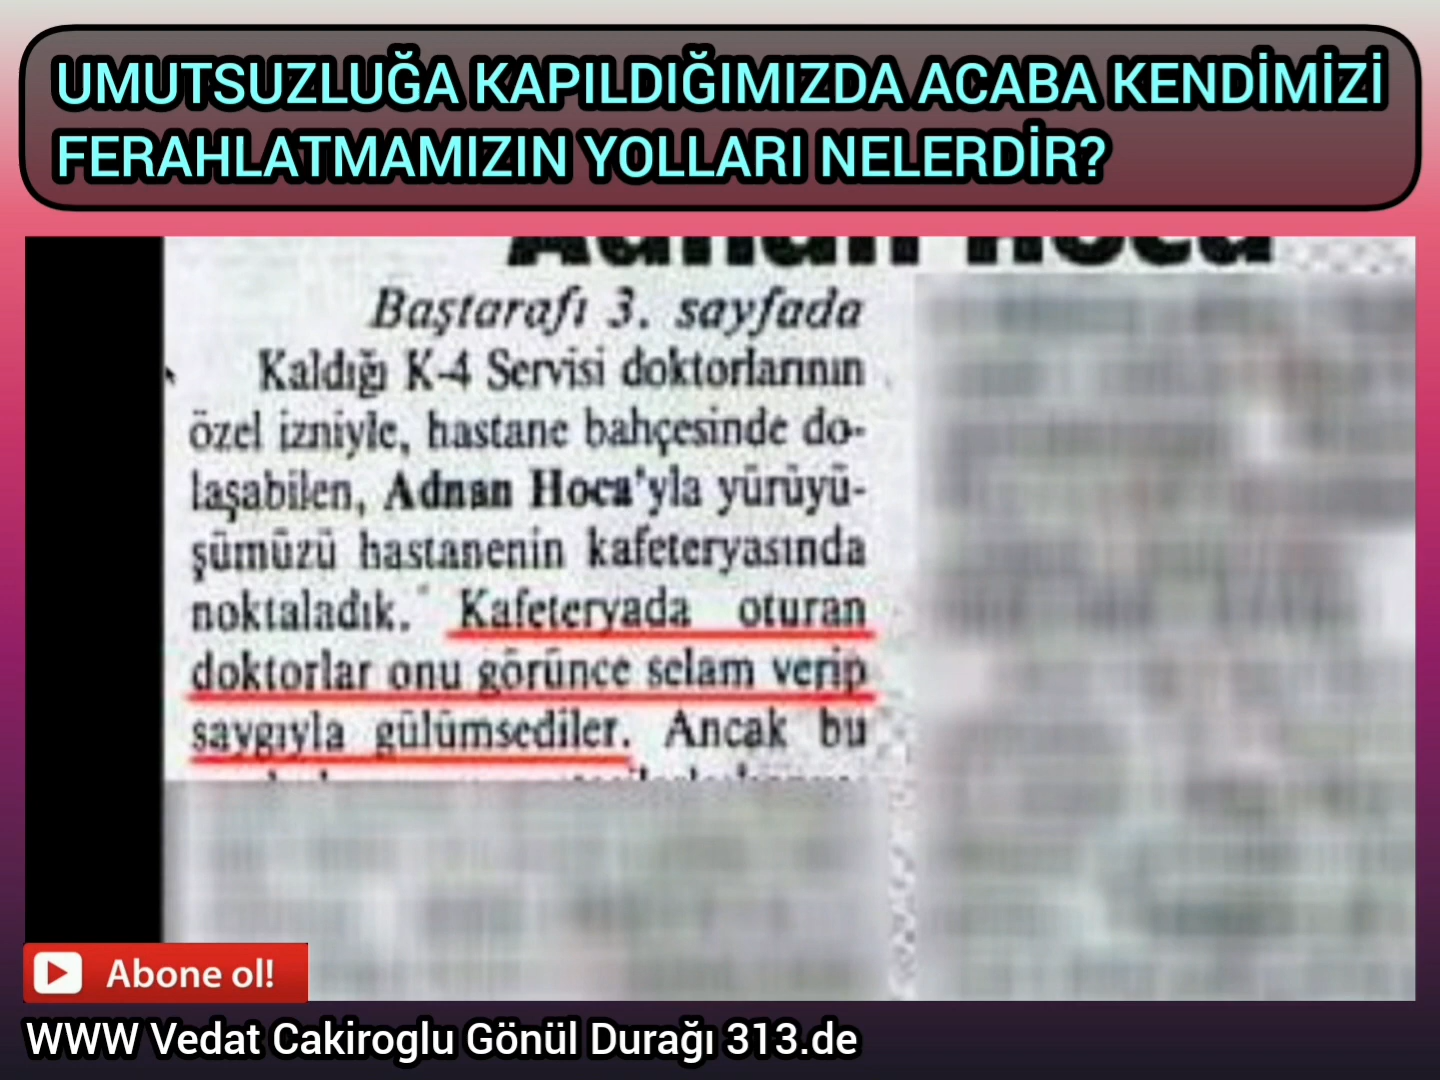 UMUTSUZLUĞA KAPILDIĞIMIZDA ACABA KENDİMİZİ
FERAHLATMAMIZIN YOLLARI NELERDİR?
Adnan Hoca
Baştarafı 3. sayfada
Kaldığı K-4 Servisi doktorlarının
özel izniyle, hastane bahçesinde do-
laşabilen, Adnan Hoca'yla yürüyü-
şümüzü hastanenin kafeteryasında
noktaladık. Kafeteryada oturan
doktorlar onu görünce selam verip
saygıyla gülümsediler. Ancak bu
Abone ol!
WWW Vedat Cakiroglu Gönül Durağı 313.de